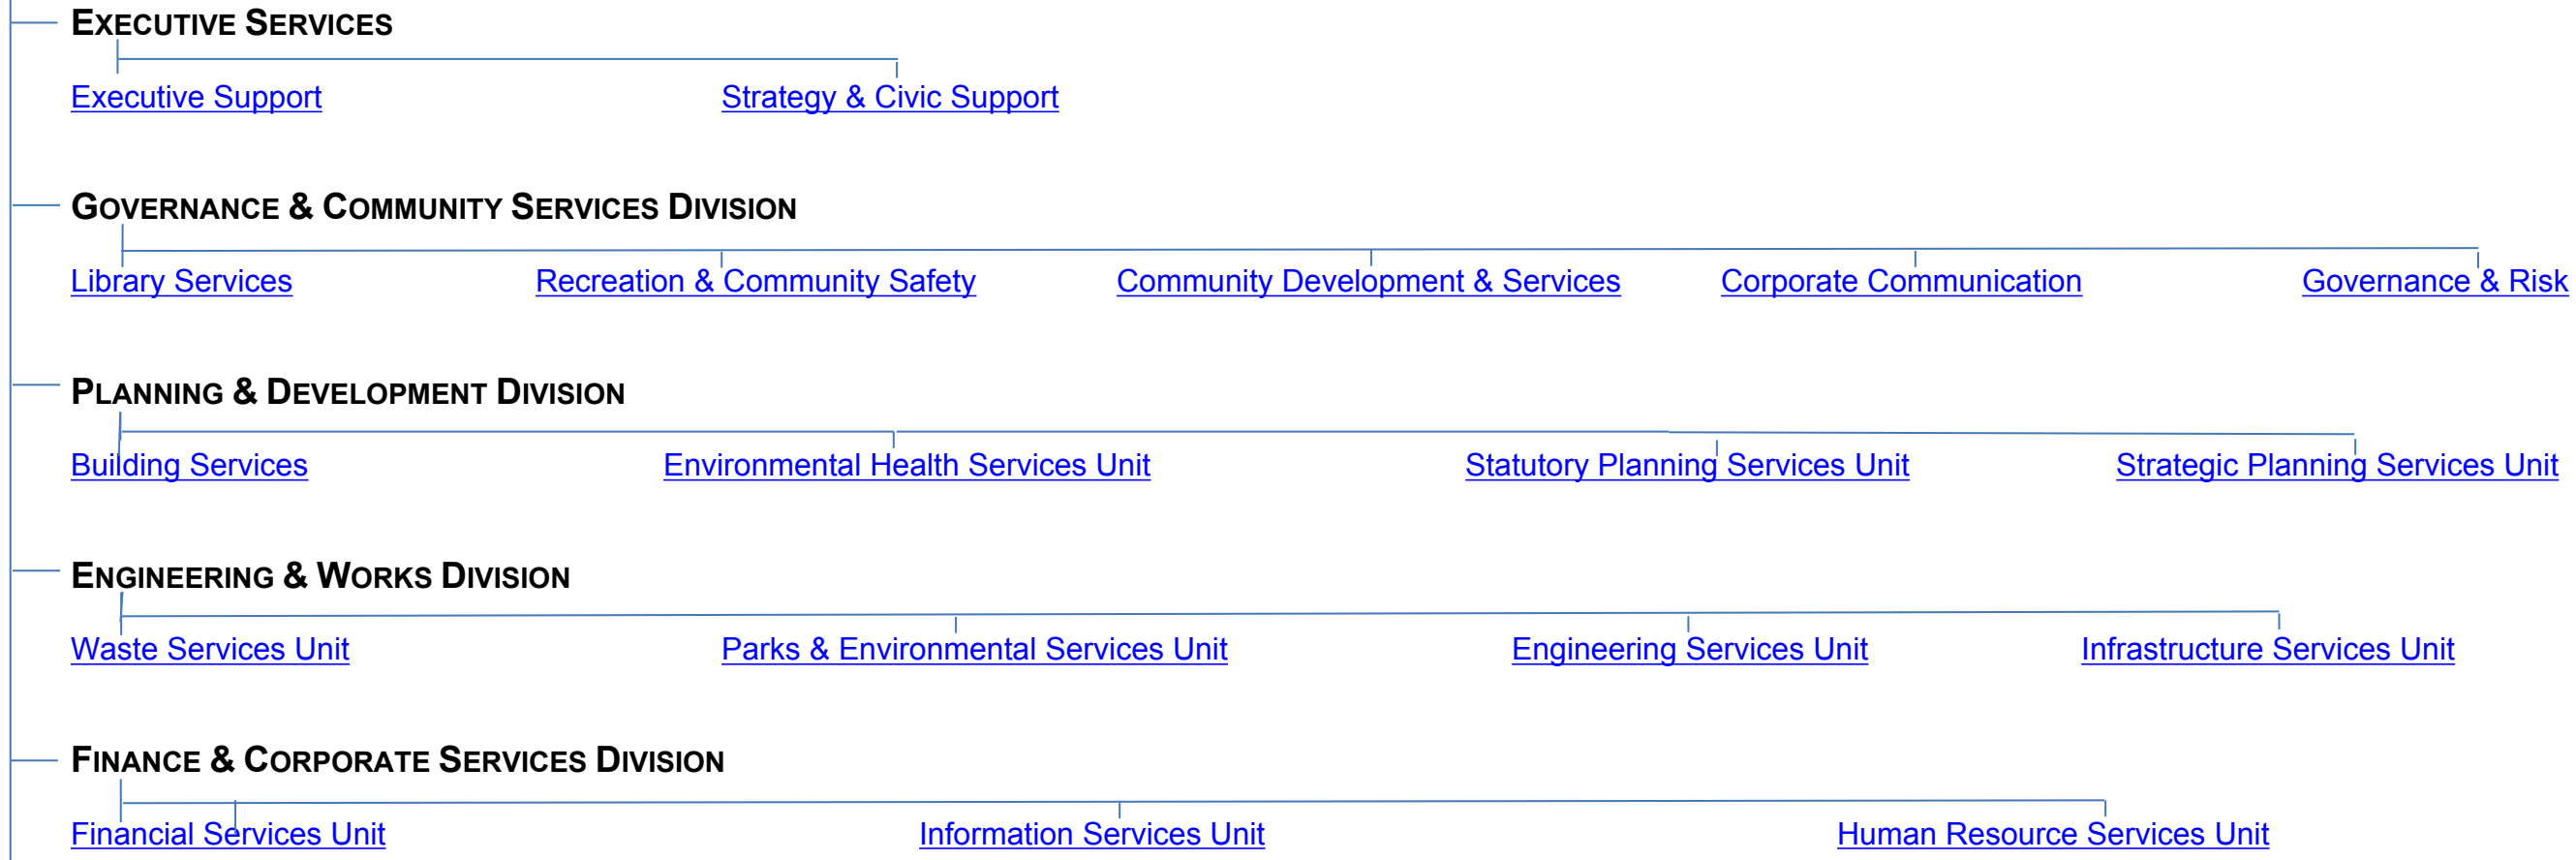 EXECUTIVE SERVICES
Executive Support Strategy & Civic Support
GOVERNANCE & COMMUNITY SERVICES DIVISION
Library Services Recreation & Community Safety Community Development & Services Corporate Communication Governance & Risk
PLANNING & DEVELOPMENT DIVISION
Building Services Environmental Health Services Unit Statutory Planning Services Unit Strategic Planning Services Unit
ENGINEERING & WORKS DIVISION
Waste Services Unit Parks & Environmental Services Unit Engineering Services Unit Infrastructure Services Unit
FINANCE & CORPORATE SERVICES DIVISION
Financial Services Unit Information Services Unit Human Resource Services Unit